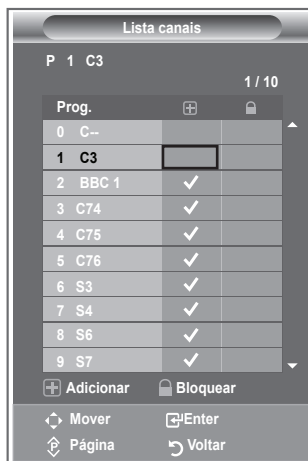 Lista canais
P 1 C3
1 / 10
Prog.
0 C--
1 C3
2 BBC 1
3 C74
4 C75
5 C76
6 S3
7 S4
8 S6
9 S7
Adicionar Bloquear
Mover Enter
Página Voltar